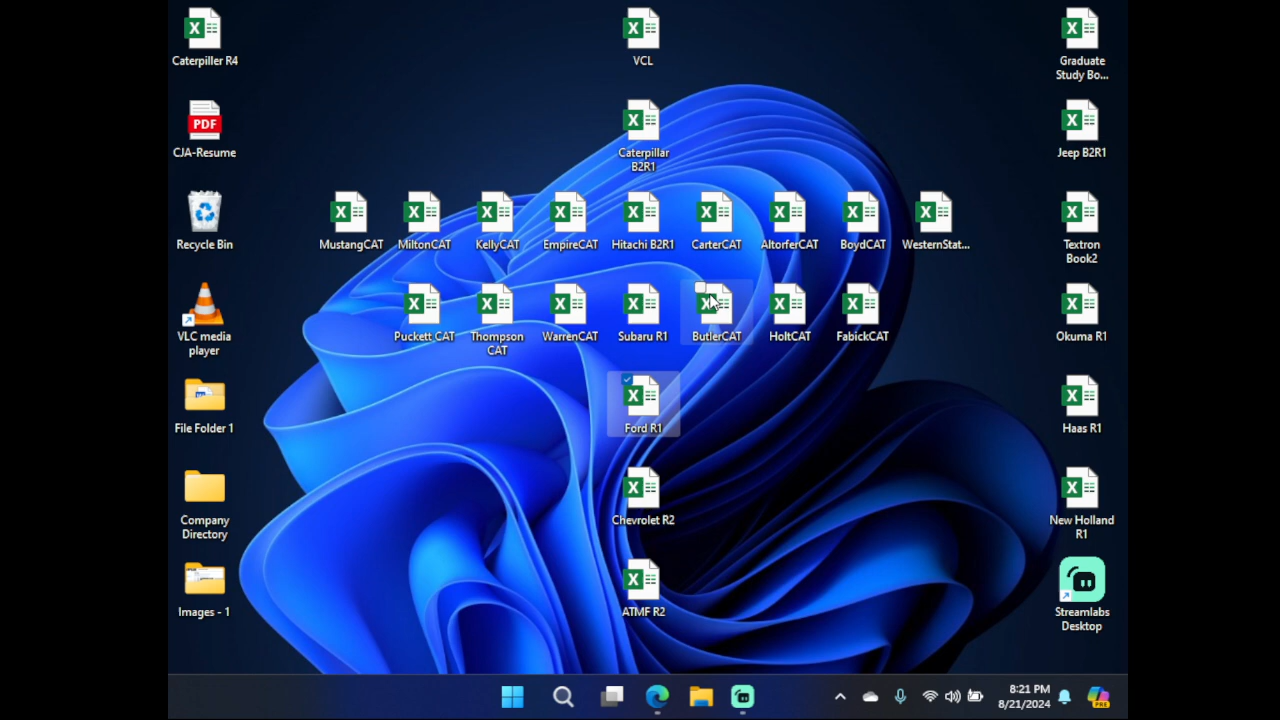 Caterpiller R4
VCL
Graduate
Study Bo...
PDF
CJA-Resume
Caterpillar
B2R1
Jeep B2R1
Recycle Bin
MustangCAT
MiltonCAT
KellyCAT
EmpireCAT
Hitachi B2R1
CarterCAT
AltorferCAT
BoydCAT
WesternStat...
Textron
Book2
VLC media
player
Puckett CAT
Thompson
CAT
WarrenCAT
Subaru R1
ButlerCAT
HoltCAT
FabickCAT
Okuma R1
File Folder 1
Ford R1
Haas R1
Company
Directory
Chevrolet R2
New Holland
R1
Images - 1
ATMF R2
Streamlabs
Desktop
8:21 PM
8/21/2024
PRE